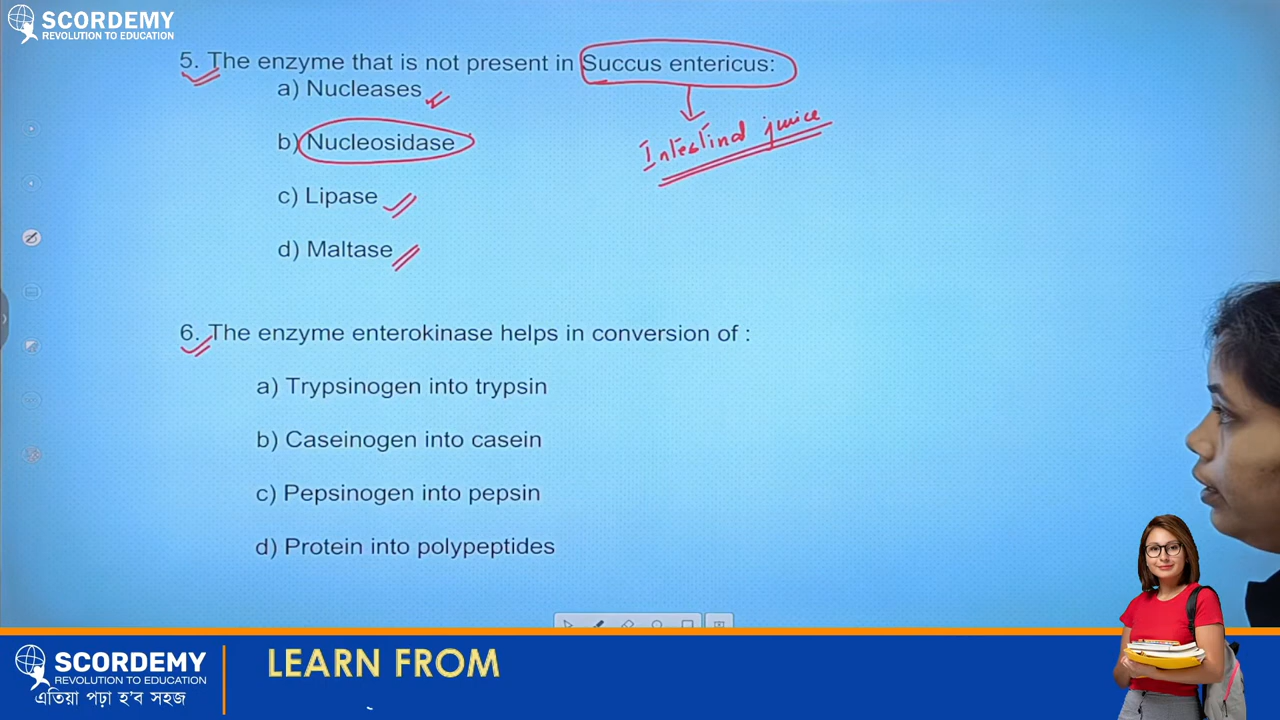 SCORDEMY
REVOLUTION TO EDUCATION
5. The enzyme that is not present in Succus entericus:
a) Nucleases
Intestinal juice
b) Nucleosidase
c) Lipase
d) Maltase
6. The enzyme enterokinase helps in conversion of :
a) Trypsinogen into trypsin
b) Caseinogen into casein
c) Pepsinogen into pepsin
d) Protein into polypeptides
SCORDEMY
REVOLUTION TO EDUCATION
এতিয়া পঢ়া হ'ব সহজ
LEARN FROM